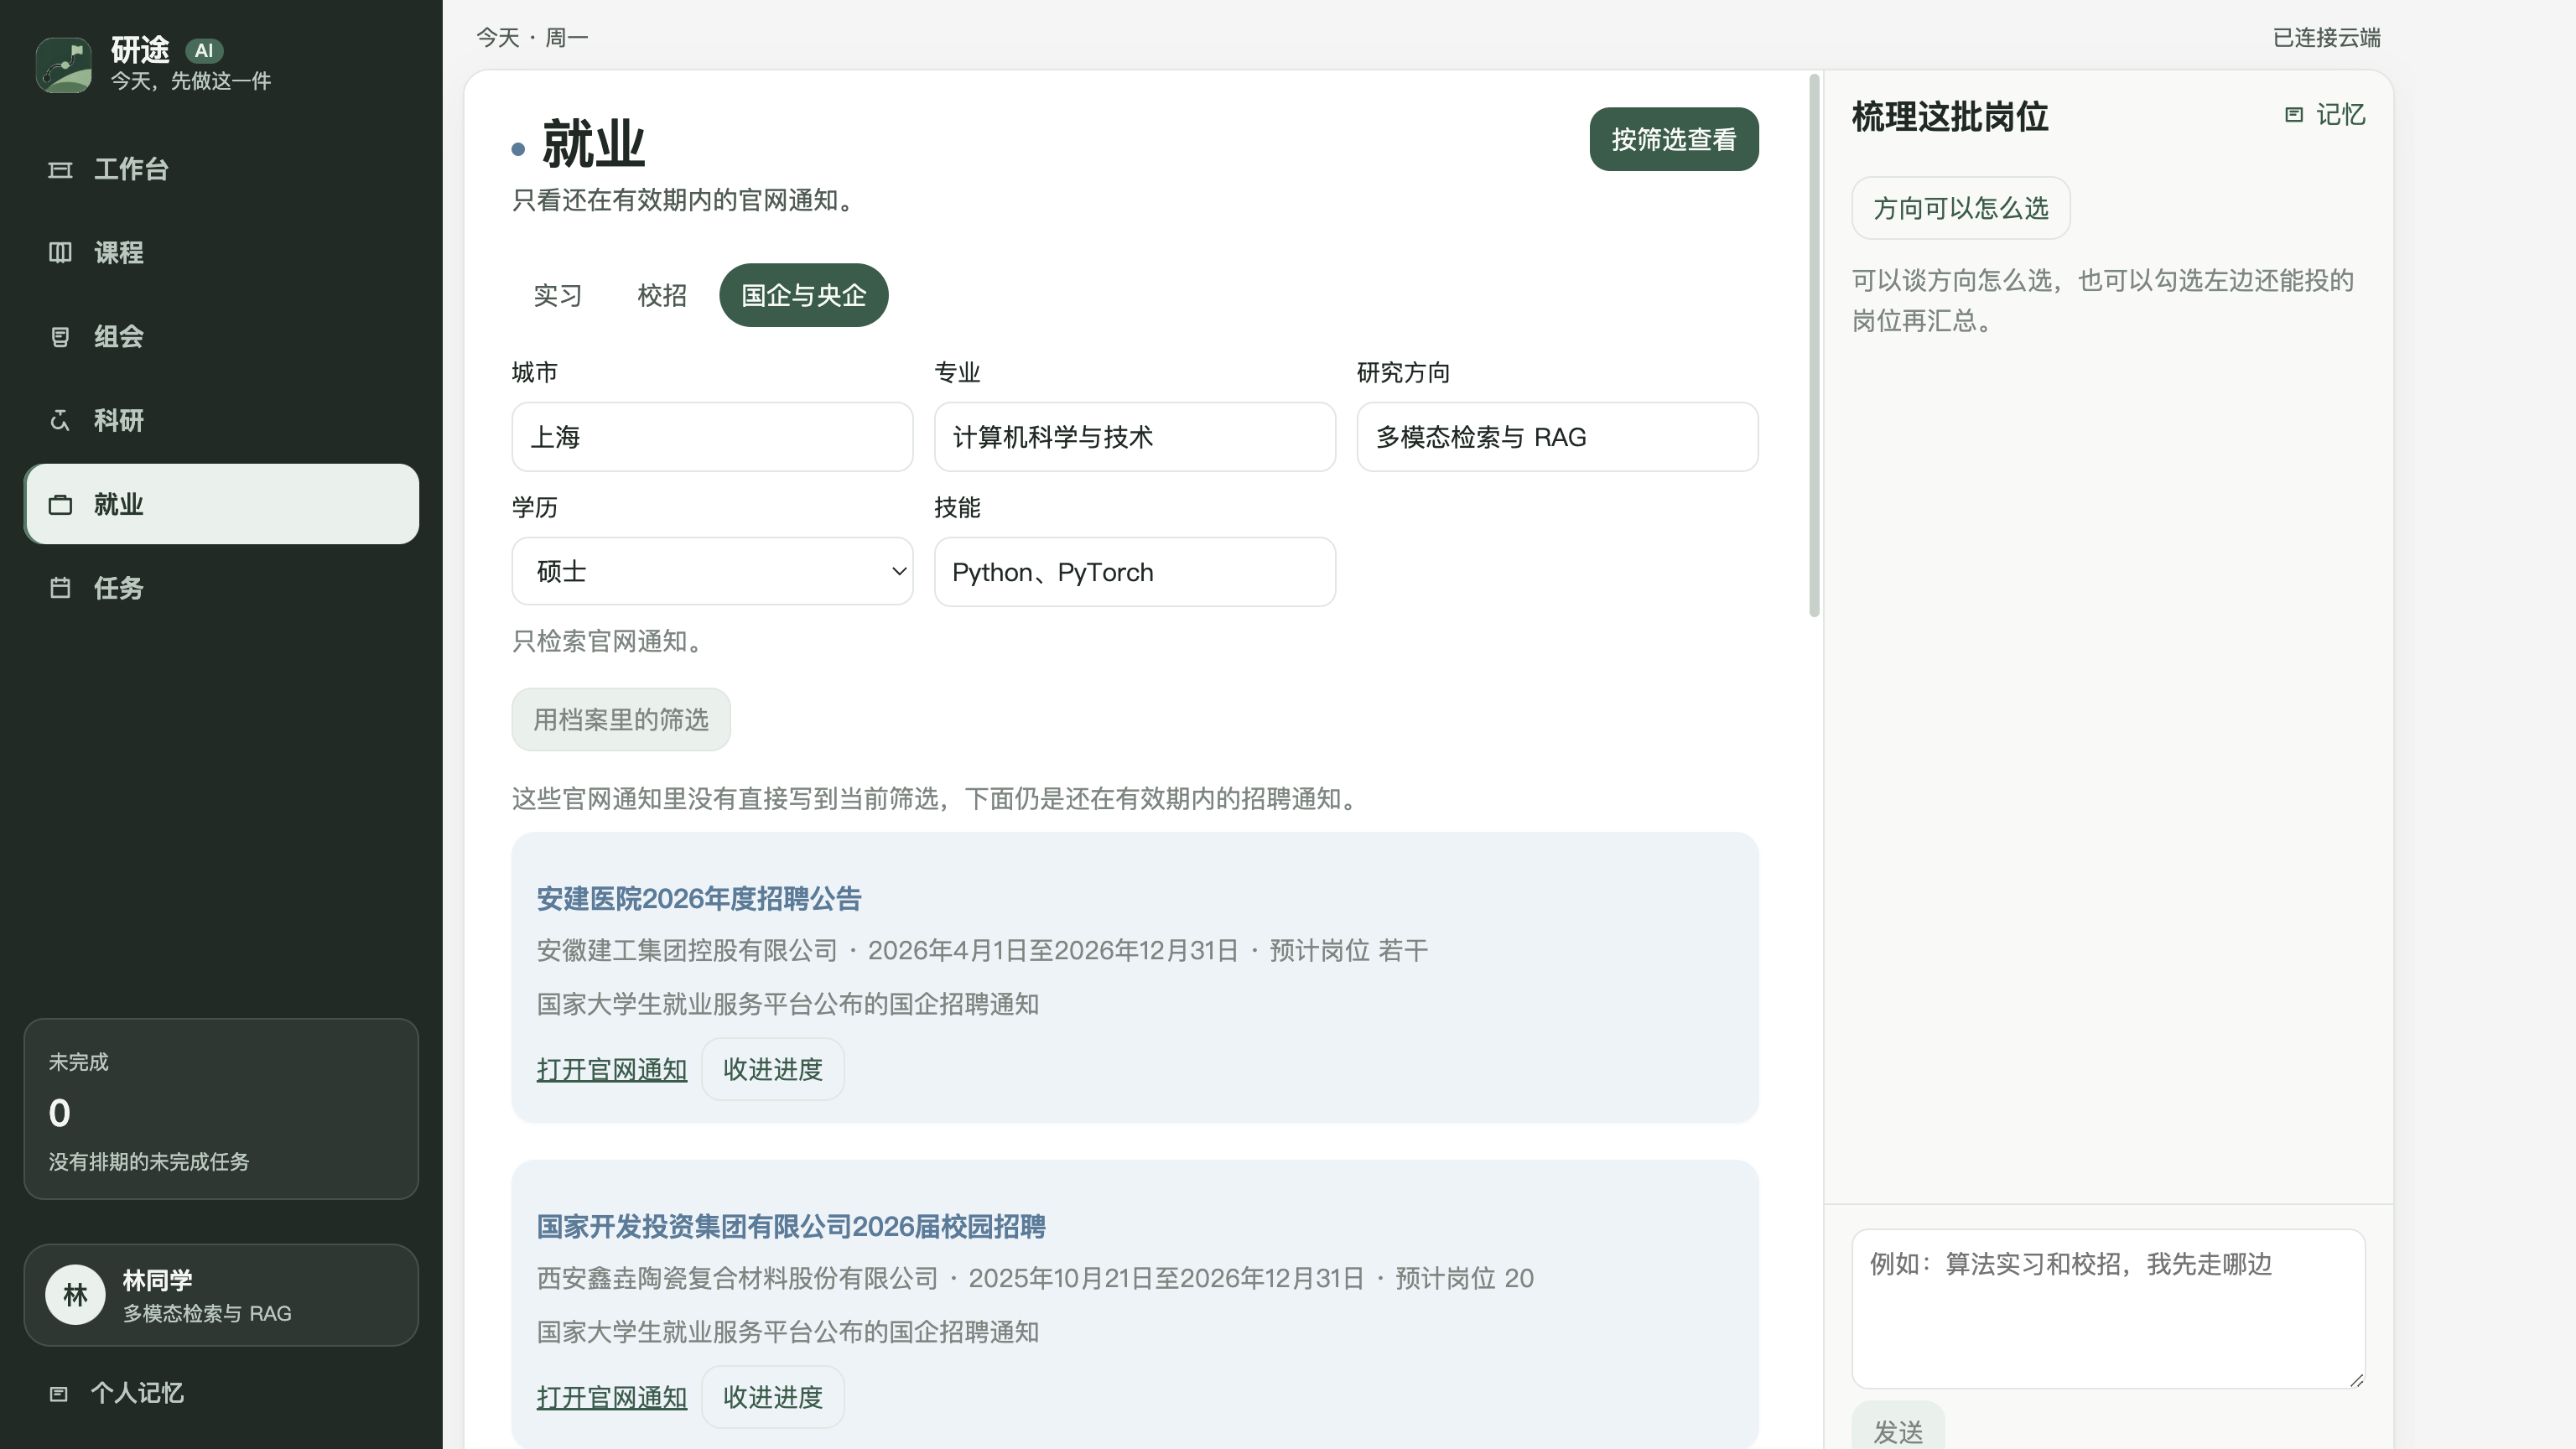 研途 AI
今天，先做这一件
工作台
课程
组会
科研
就业
任务
未完成
0
没有排期的未完成任务
林 林同学
多模态检索与 RAG
个人记忆
今天 · 周一
已连接云端
就业
按筛选查看
只看还在有效期内的官网通知。
实习 校招 国企与央企
城市 专业 研究方向
上海 计算机科学与技术 多模态检索与 RAG
学历 技能
硕士 Python、PyTorch
只检索官网通知。
用档案里的筛选
这些官网通知里没有直接写到当前筛选，下面仍是还在有效期内的招聘通知。
安建医院2026年度招聘公告
安徽建工集团控股有限公司 · 2026年4月1日至2026年12月31日 · 预计岗位 若干
国家大学生就业服务平台公布的国企招聘通知
打开官网通知 收进进度
国家开发投资集团有限公司2026届校园招聘
西安鑫垚陶瓷复合材料股份有限公司 · 2025年10月21日至2026年12月31日 · 预计岗位 20
国家大学生就业服务平台公布的国企招聘通知
打开官网通知 收进进度
梳理这批岗位
记忆
方向可以怎么选
可以谈方向怎么选，也可以勾选左边还能投的
岗位再汇总。
例如：算法实习和校招，我先走哪边
发送